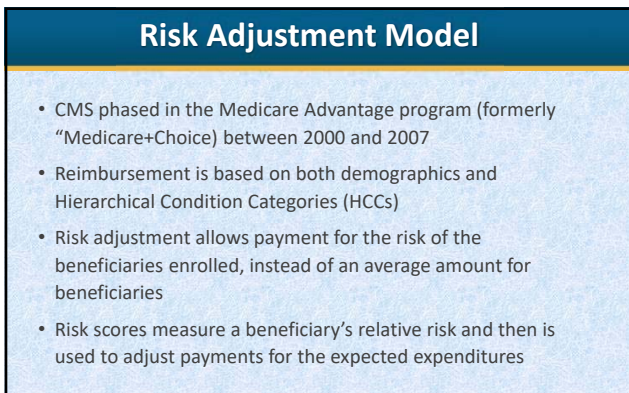 Risk Adjustment Model
• CMS phased in the Medicare Advantage program (formerly
“Medicare+Choice) between 2000 and 2007
• Reimbursement is based on both demographics and
Hierarchical Condition Categories (HCCs)
• Risk adjustment allows payment for the risk of the
beneficiaries enrolled, instead of an average amount for
beneficiaries
• Risk scores measure a beneficiary’s relative risk and then is
used to adjust payments for the expected expenditures